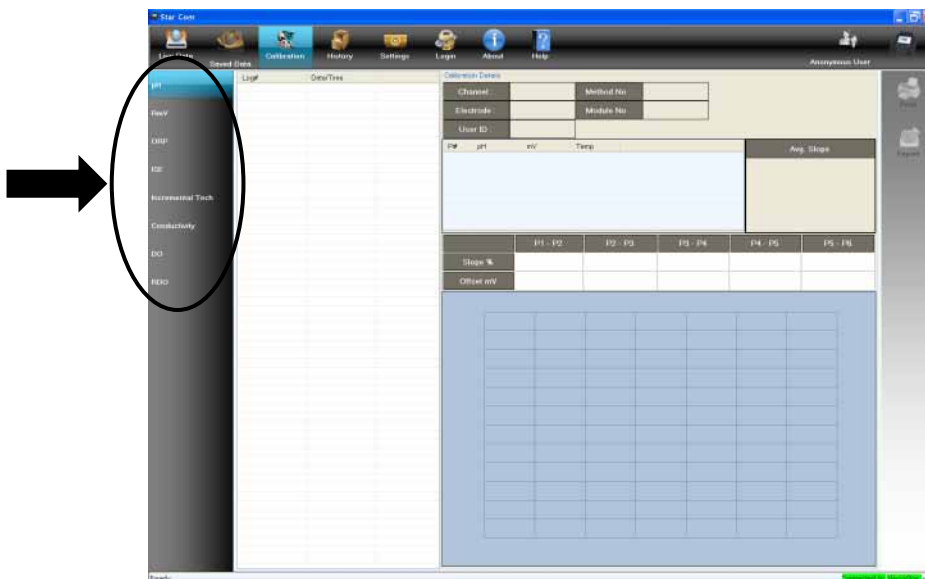 Star Com
Live Data
Saved Data
Calibration
History
Settings
Login
About
Help
Anonymous User
pH
RmV
ORP
ISE
Incremental Tech
Conductivity
DO
RDO
Log#
Date/Time
Calibration Details
Channel :
Method No
Electrode :
Module No
User ID :
P#
pH
mV
Temp
Avg. Slope
P1 - P2
P2 - P3
P3 - P4
P4 - P5
P5 - P6
Slope %
Offset mV
Print
Export
Ready